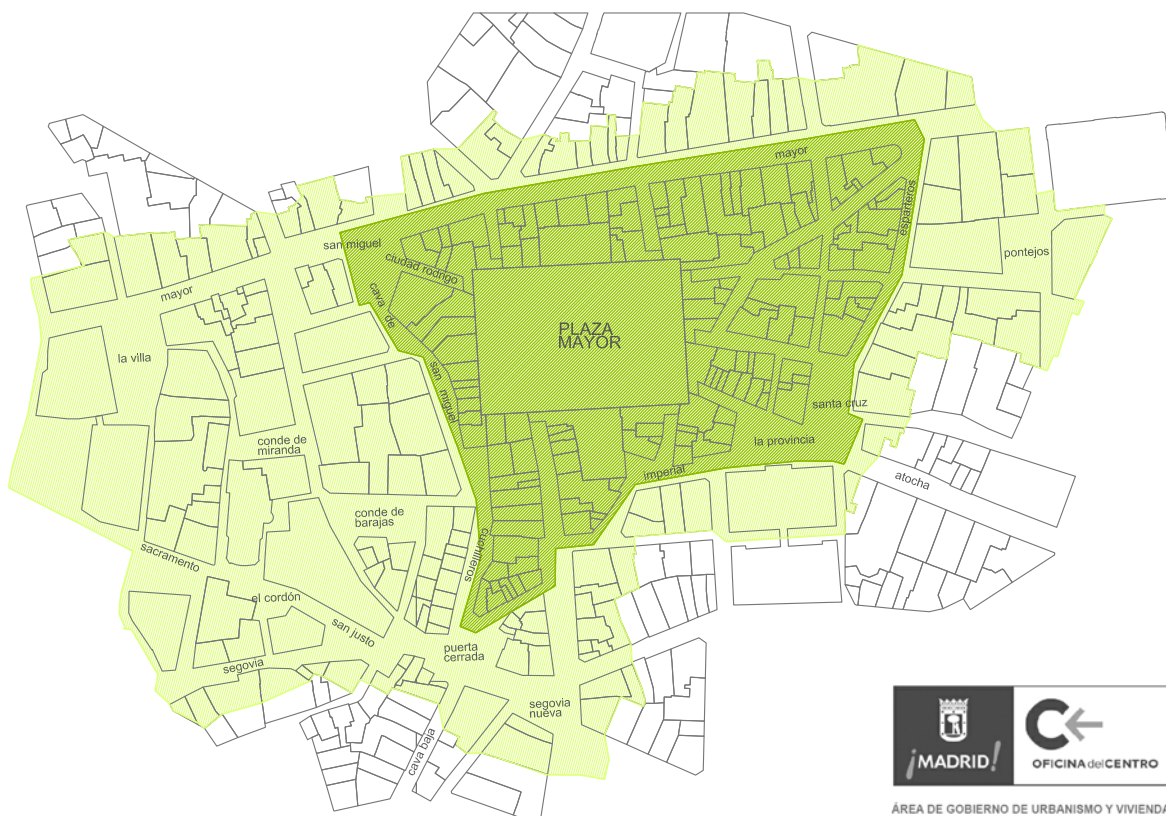 mayor
esparteros
san miguel
ciudad rodrigo
pontejos
mayor
cava de
PLAZA
MAYOR
la villa
san miguel
santa cruz
conde de
miranda
la provincia
imperial
atocha
conde de
barajas
cuchilleros
sacramento
el cordón
san justo
puerta
cerrada
segovia
segovia
nueva
cava baja
¡MADRID!
OFICINA delCENTRO
ÁREA DE GOBIERNO DE URBANISMO Y VIVIENDA